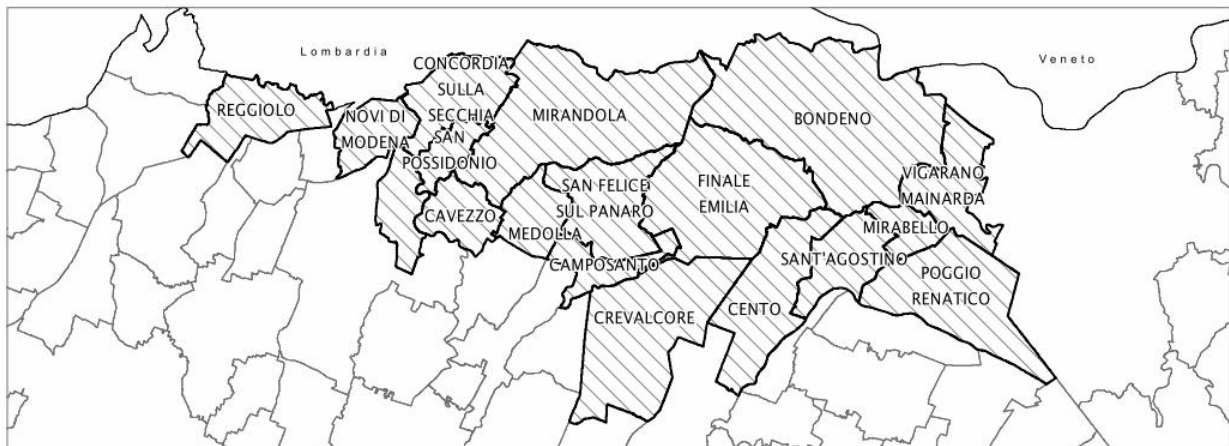 Lombardia
Veneto
CONCORDIA
SULLA
SECCHIA
REGGIOLO
NOVI DI
MODENA
SAN
POSSIDONIO
MIRANDOLA
BONDENO
CAVEZZO
MEDOLLA
SAN FELICE
SUL PANARO
FINALE
EMILIA
VIGARANO
MAINARDA
MIRABELLO
CAMPOSANTO
SANT'AGOSTINO
POGGIO
RENATICO
CREVALCORE
CENTO